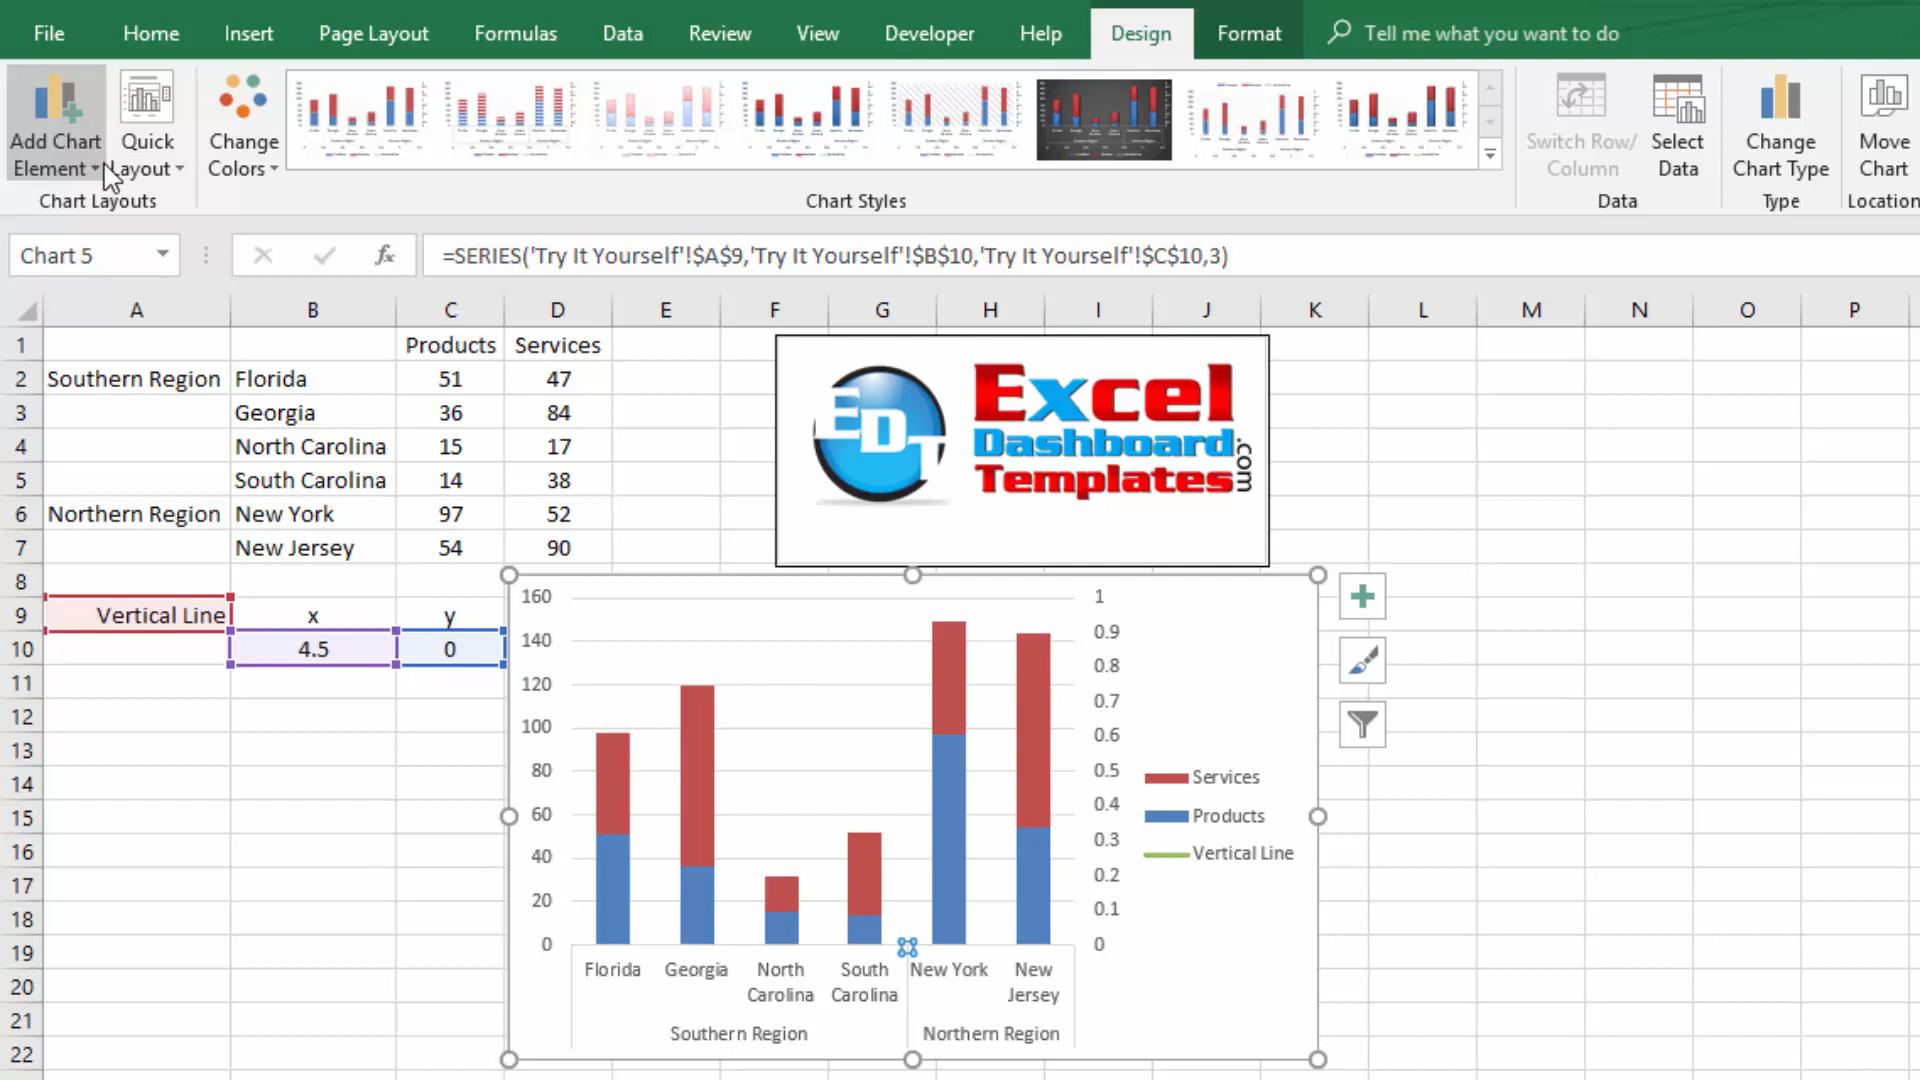 File Home Insert Page Layout Formulas Data Review View Developer Help Design Format Tell me what you want to do
Add Chart Element
Quick Layout
Change Colors
Switch Row/ Column
Select Data
Change Chart Type
Move Chart
Chart Layouts Chart Styles Data Type Location
Chart 5 fx =SERIES('Try It Yourself'!$A$9,'Try It Yourself'!$B$10,'Try It Yourself'!$C$10,3)
A B C D E F G H I J K L M N O P
1 Products Services
2 Southern Region Florida 51 47
3 Georgia 36 84
4 North Carolina 15 17
5 South Carolina 14 38
6 Northern Region New York 97 52
7 New Jersey 54 90
8
9 Vertical Line x y
10 4.5 0
11
12
13
14
15
16
17
18
19
20
21
22
EDT
Excel
Dashboard
Templates
.com
160 1
140 0.9
120 0.8
100 0.7
80 0.6
60 0.5
40 0.4
20 0.3
0 0.2
0.1
0
Services
Products
Vertical Line
Florida Georgia North Carolina South Carolina New York New Jersey
Southern Region Northern Region